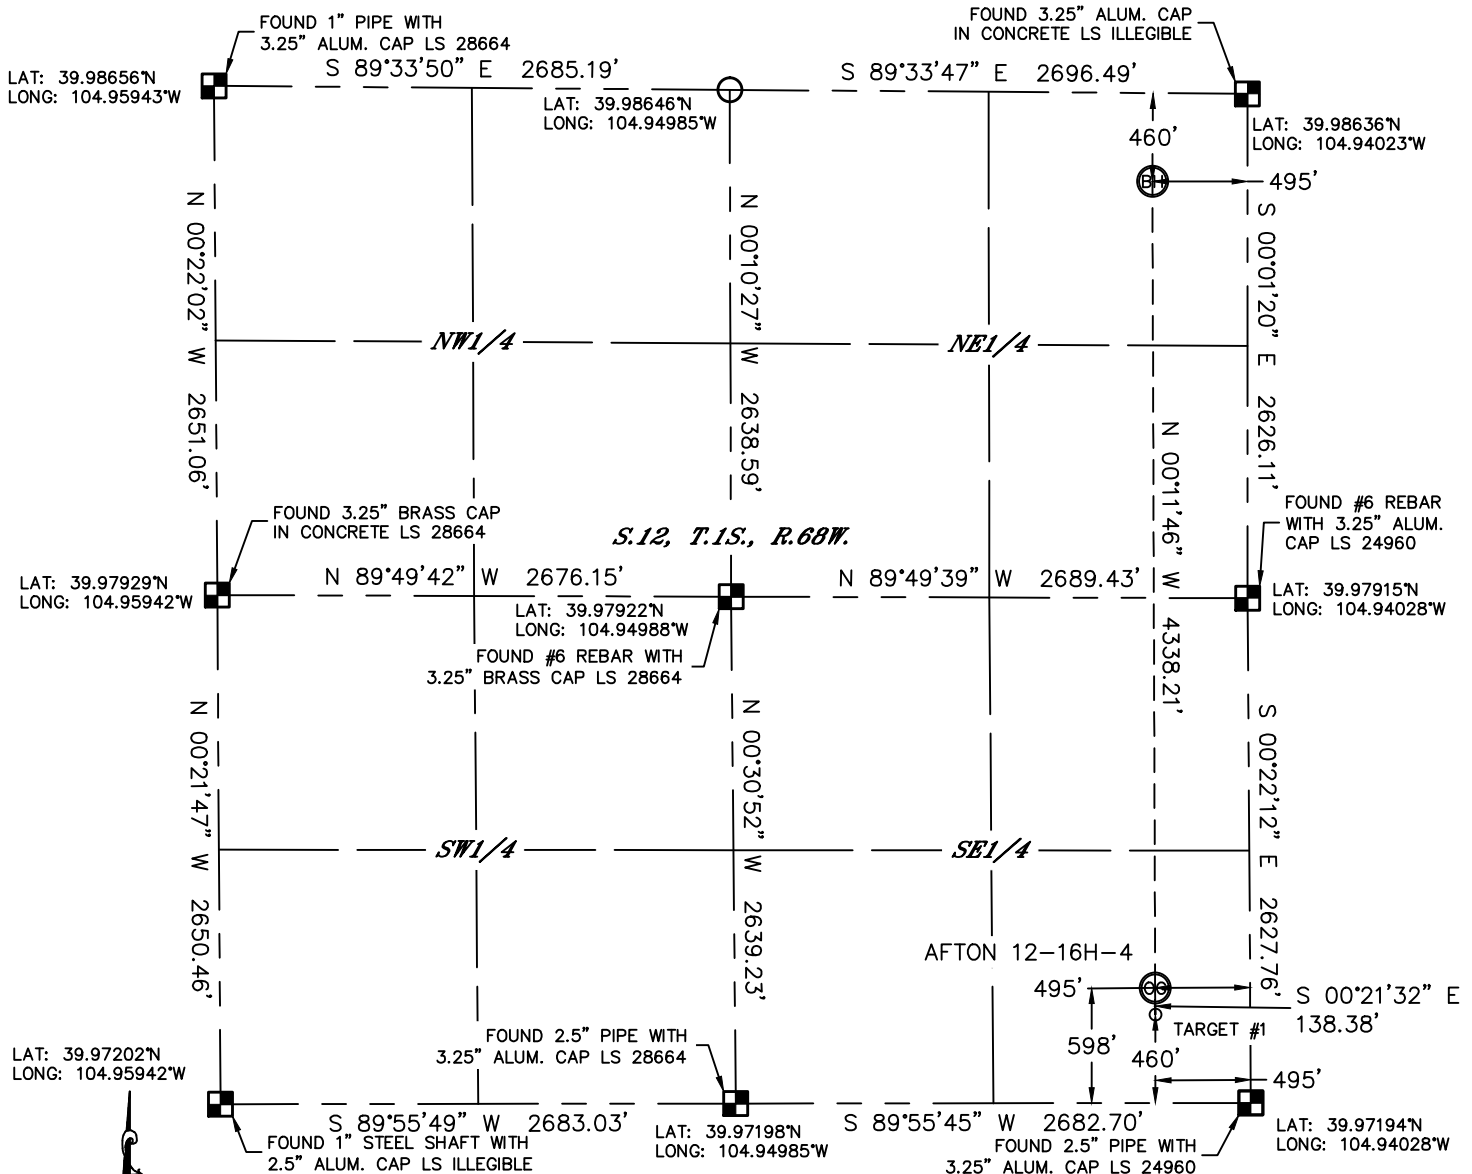 FOUND 1" PIPE WITH
3.25" ALUM. CAP LS 28664
FOUND 3.25" ALUM. CAP
IN CONCRETE LS ILLEGIBLE
LAT: 39.98656°N
LONG: 104.95943°W
S 89°33'50" E 2685.19'
LAT: 39.98646°N
LONG: 104.94985°W
S 89°33'47" E 2696.49'
LAT: 39.98636°N
LONG: 104.94023°W
460'
BH
495'
N 00°22'02" W 2651.06'
N 00°10'27" W 2638.59'
S 00°01'20" E 2626.11'
NW1/4
NE1/4
N 00°11'46" W 4338.21'
FOUND 3.25" BRASS CAP
IN CONCRETE LS 28664
S.12, T.1S., R.68W.
FOUND #6 REBAR
WITH 3.25" ALUM.
CAP LS 24960
LAT: 39.97929°N
LONG: 104.95942°W
N 89°49'42" W 2676.15'
N 89°49'39" W 2689.43'
LAT: 39.97915°N
LONG: 104.94028°W
LAT: 39.97922°N
LONG: 104.94988°W
FOUND #6 REBAR WITH
3.25" BRASS CAP LS 28664
N 00°21'47" W 2650.46'
N 00°30'52" W 2639.23'
S 00°22'12" E 2627.76'
SW1/4
SE1/4
AFTON 12-16H-4
495'
S 00°21'32" E
138.38'
TARGET #1
598'
460'
495'
FOUND 2.5" PIPE WITH
3.25" ALUM. CAP LS 28664
LAT: 39.97202°N
LONG: 104.95942°W
S 89°55'49" W 2683.03'
S 89°55'45" W 2682.70'
FOUND 1" STEEL SHAFT WITH
2.5" ALUM. CAP LS ILLEGIBLE
LAT: 39.97198°N
LONG: 104.94985°W
FOUND 2.5" PIPE WITH
3.25" ALUM. CAP LS 24960
LAT: 39.97194°N
LONG: 104.94028°W